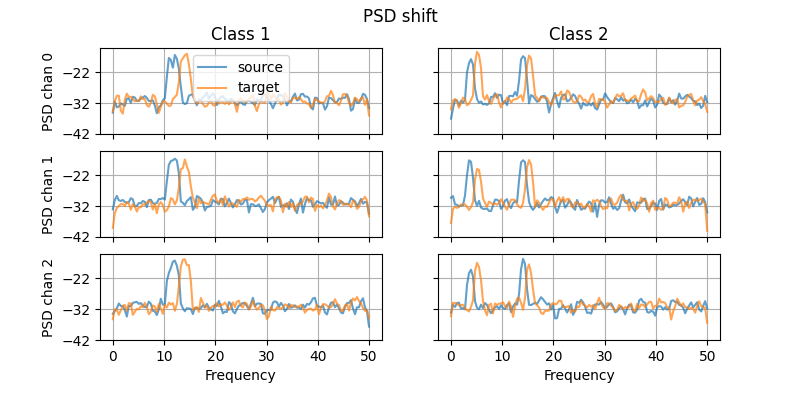 PSD shift
Class 1
Class 2
PSD chan 0
−22
−32
−42
source
target
PSD chan 1
−22
−32
−42
PSD chan 2
−22
−32
−42
0 10 20 30 40 50
0 10 20 30 40 50
Frequency
Frequency